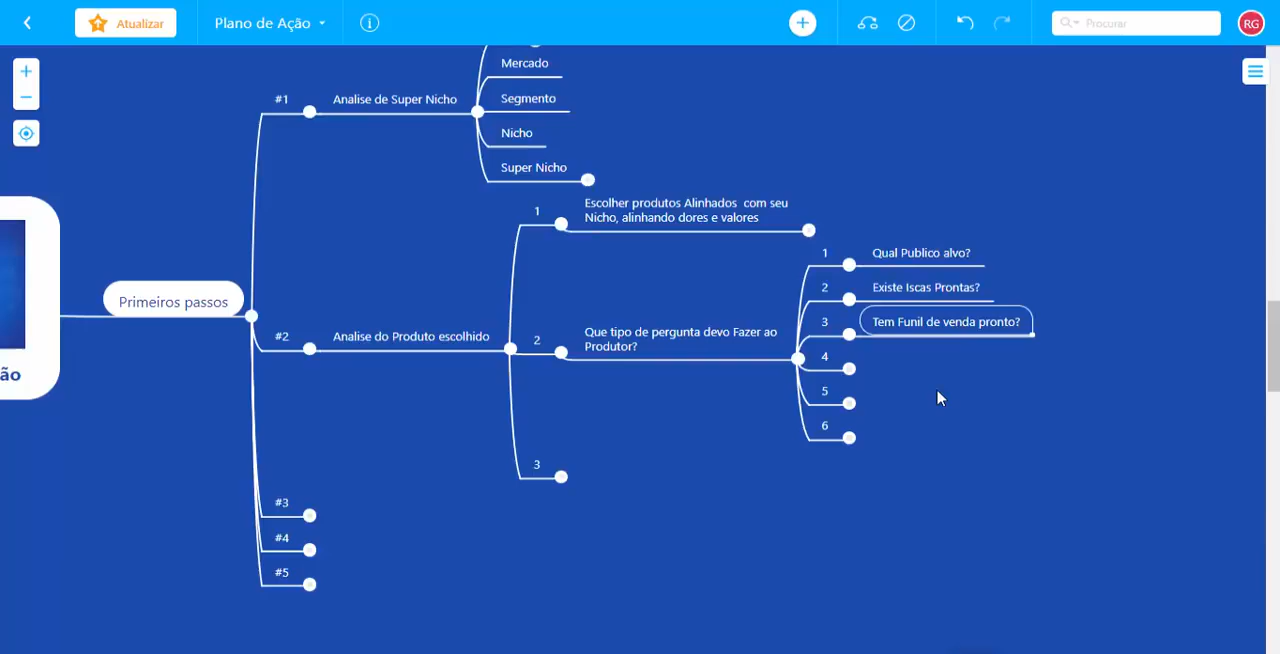 Atualizar
Plano de Ação
Procurar
RG
Mercado
#1
Analise de Super Nicho
Segmento
Nicho
Super Nicho
1
Escolher produtos Alinhados  com seu
Nicho, alinhando dores e valores
1
Qual Publico alvo?
2
Existe Iscas Prontas?
Primeiros passos
3
Tem Funil de venda pronto?
#2
Analise do Produto escolhido
2
Que tipo de pergunta devo Fazer ao
Produtor?
4
ão
5
6
3
#3
#4
#5